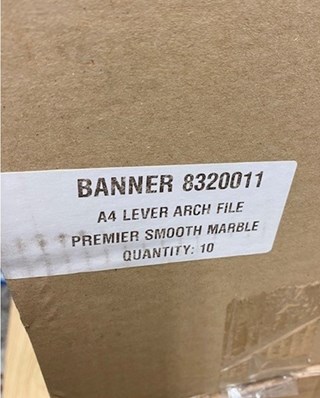 BANNER 8320011
A4 LEVER ARCH FILE
PREMIER SMOOTH MARBLE
QUANTITY: 10